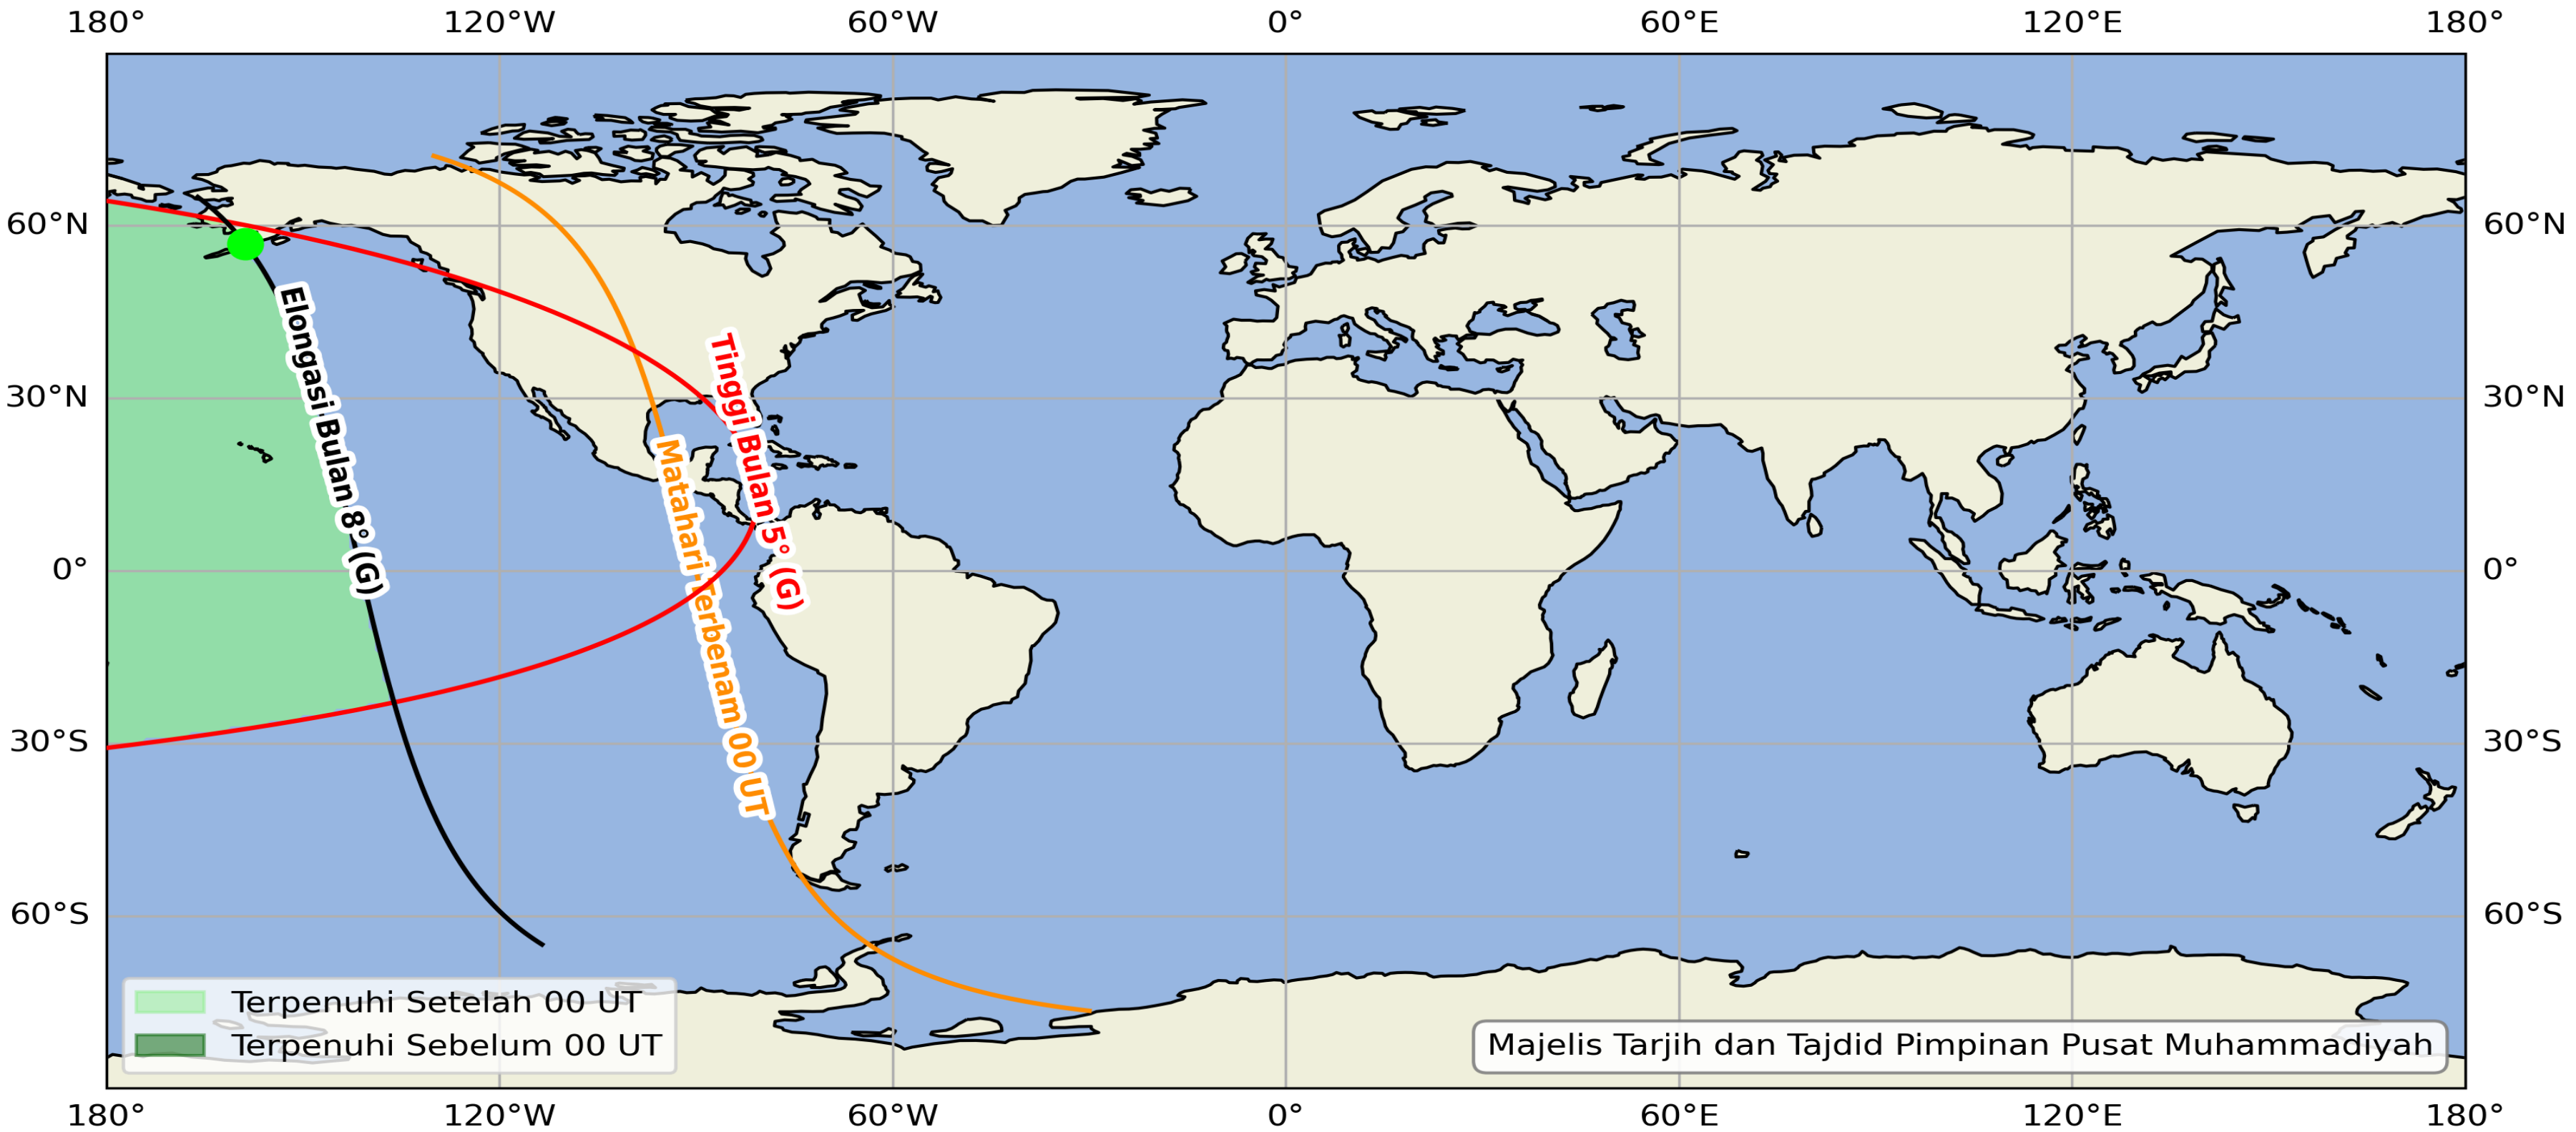 180° 120°W 60°W 0° 60°E 120°E 180°
60°N 60°N
30°N 30°N
0° 0°
30°S 30°S
60°S 60°S
Elongasi Bulan 8° (G)
Tinggi Bulan 5° (G)
Matahari Terbenam 00 UT
Terpenuhi Setelah 00 UT
Terpenuhi Sebelum 00 UT
Majelis Tarjih dan Tajdid Pimpinan Pusat Muhammadiyah
180° 120°W 60°W 0° 60°E 120°E 180°